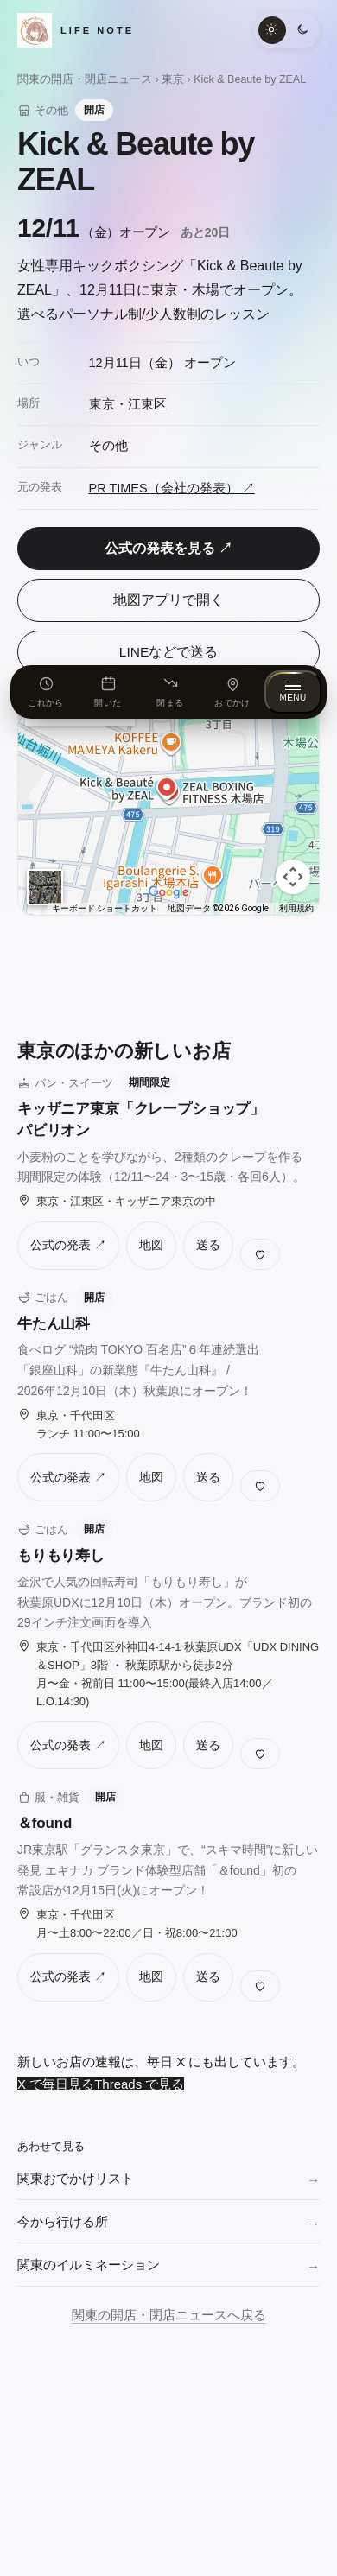 LIFE NOTE
関東の開店・閉店ニュース › 東京 › Kick & Beaute by ZEAL
その他 開店
Kick & Beaute by
ZEAL
12/11（金）オープン あと20日
女性専用キックボクシング「Kick & Beaute by
ZEAL」、12月11日に東京・木場でオープン。
選べるパーソナル制/少人数制のレッスン
いつ 12月11日（金） オープン
場所 東京・江東区
ジャンル その他
元の発表 PR TIMES（会社の発表） ↗
公式の発表を見る ↗
地図アプリで開く
LINEなどで送る
これから 開いた 閉まる おでかけ MENU
3丁目
仙台堀川
KOFFEE
MAMEYA Kakeru
木場公
Kick & Beauté
by ZEAL
ZEAL BOXING
FITNESS 木場店
475
475
319
Boulangerie S.
Igarashi 木場本店
3丁目
Google
キーボード ショートカット 地図データ ©2026 Google 利用規約
東京のほかの新しいお店
パン・スイーツ 期間限定
キッザニア東京「クレープショップ」
パビリオン
小麦粉のことを学びながら、2種類のクレープを作る
期間限定の体験（12/11〜24・3〜15歳・各回6人）。
東京・江東区・キッザニア東京の中
公式の発表 ↗ 地図 送る
ごはん 開店
牛たん山科
食べログ “焼肉 TOKYO 百名店”６年連続選出
「銀座山科」の新業態『牛たん山科』 /
2026年12月10日（木）秋葉原にオープン！
東京・千代田区
ランチ 11:00〜15:00
公式の発表 ↗ 地図 送る
ごはん 開店
もりもり寿し
金沢で人気の回転寿司「もりもり寿し」が
秋葉原UDXに12月10日（木）オープン。ブランド初の
29インチ注文画面を導入
東京・千代田区外神田4-14-1 秋葉原UDX「UDX DINING
＆SHOP」3階 ・ 秋葉原駅から徒歩2分
月〜金・祝前日 11:00〜15:00(最終入店14:00／
L.O.14:30)
公式の発表 ↗ 地図 送る
服・雑貨 開店
＆found
JR東京駅「グランスタ東京」で、“スキマ時間”に新しい
発見 エキナカ ブランド体験型店舗「＆found」初の
常設店が12月15日(火)にオープン！
東京・千代田区
月〜土8:00〜22:00／日・祝8:00〜21:00
公式の発表 ↗ 地図 送る
新しいお店の速報は、毎日 X にも出しています。
X で毎日見るThreads で見る
あわせて見る
関東おでかけリスト →
今から行ける所 →
関東のイルミネーション →
関東の開店・閉店ニュースへ戻る